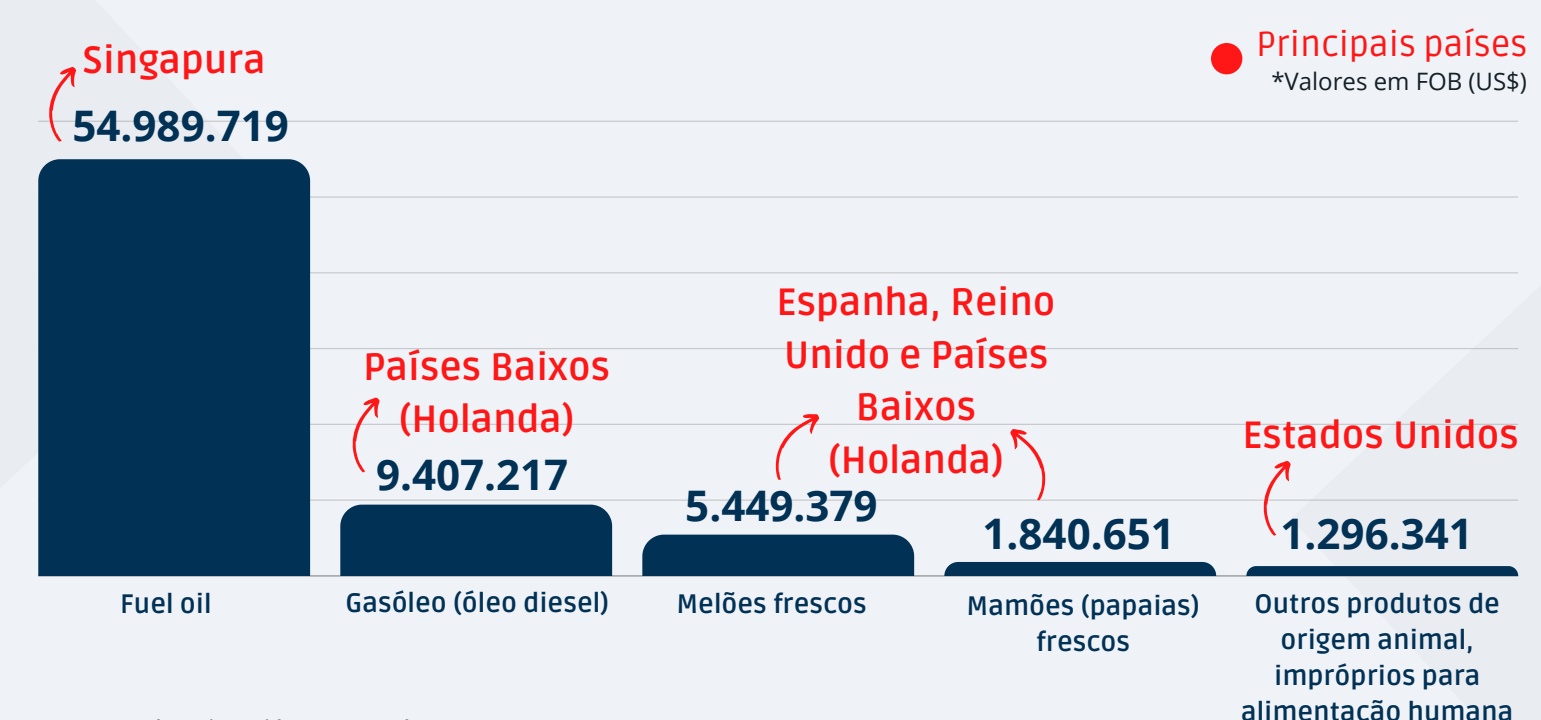 Singapura
54.989.719
Principais países
*Valores em FOB (US$)
Países Baixos
(Holanda)
9.407.217
Espanha, Reino
Unido e Países
Baixos
(Holanda)
5.449.379
1.840.651
Estados Unidos
1.296.341
Fuel oil
Gasóleo (óleo diesel)
Melões frescos
Mamões (papaias)
frescos
Outros produtos de
origem animal,
impróprios para
alimentação humana